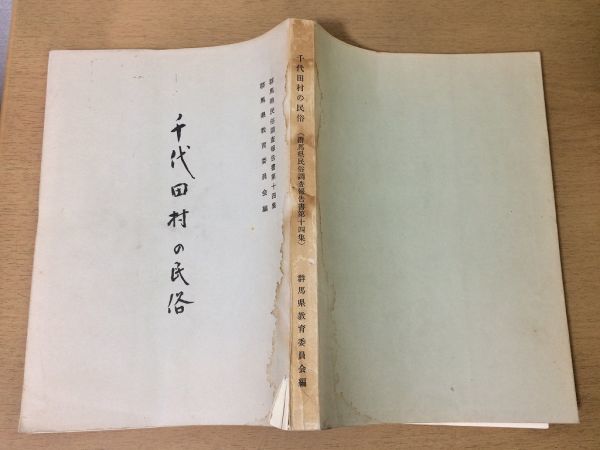 群馬県民俗調査報告書第十四集
群馬県教育委員会編
千代田村の民俗
千代田村の民俗 (群馬県民俗調査報告書第十四集) 群馬県教育委員会編